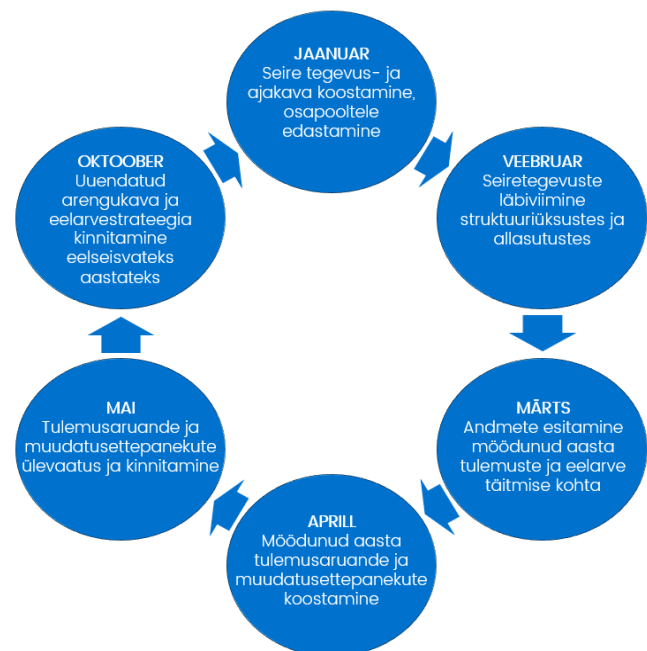 JAANUAR
Seire tegevus- ja
ajakava koostamine,
osapooltele
edastamine
VEEBRUAR
Seiretegevuste
läbiviimine
struktuuriüksustes ja
allasutustes
MÄRTS
Andmete esitamine
möödunud aasta
tulemuste ja eelarve
täitmise kohta
APRILL
Möödunud aasta
tulemusaruande ja
muudatusettepanekute
koostamine
MAI
Tulemusaruande ja
muudatusettepanekute
ülevaatus ja kinnitamine
OKTOOBER
Uuendatud
arengukava ja
eelarvestrateegia
kinnitamine
eelseisvateks
aastateks